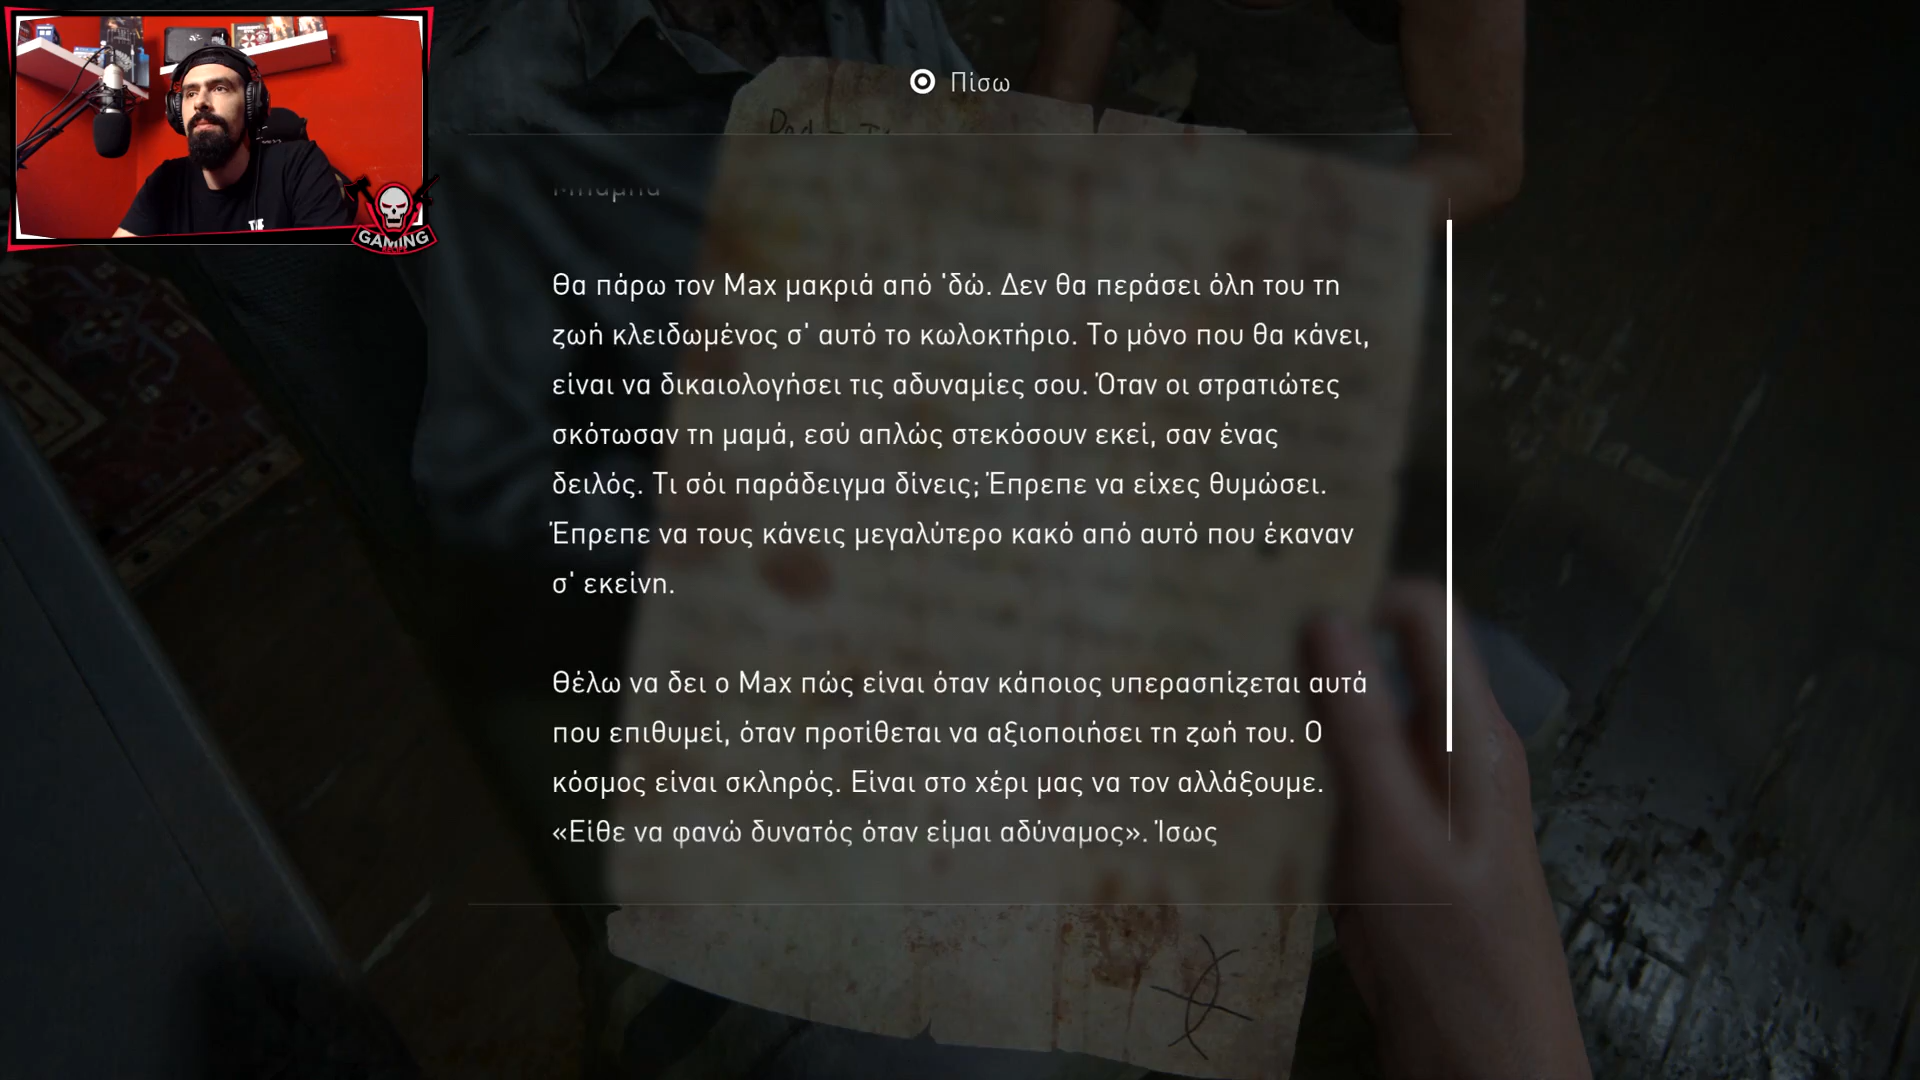 Πίσω
Μπαμπά
Θα πάρω τον Max μακριά από 'δώ. Δεν θα περάσει όλη του τη
ζωή κλειδωμένος σ' αυτό το κωλοκτήριο. Το μόνο που θα κάνει,
είναι να δικαιολογήσει τις αδυναμίες σου. Όταν οι στρατιώτες
σκότωσαν τη μαμά, εσύ απλώς στεκόσουν εκεί, σαν ένας
δειλός. Τι σόι παράδειγμα δίνεις; Έπρεπε να είχες θυμώσει.
Έπρεπε να τους κάνεις μεγαλύτερο κακό από αυτό που έκαναν
σ' εκείνη.
Θέλω να δει ο Max πώς είναι όταν κάποιος υπερασπίζεται αυτά
που επιθυμεί, όταν προτίθεται να αξιοποιήσει τη ζωή του. Ο
κόσμος είναι σκληρός. Είναι στο χέρι μας να τον αλλάξουμε.
«Είθε να φανώ δυνατός όταν είμαι αδύναμος». Ίσως
GAMING